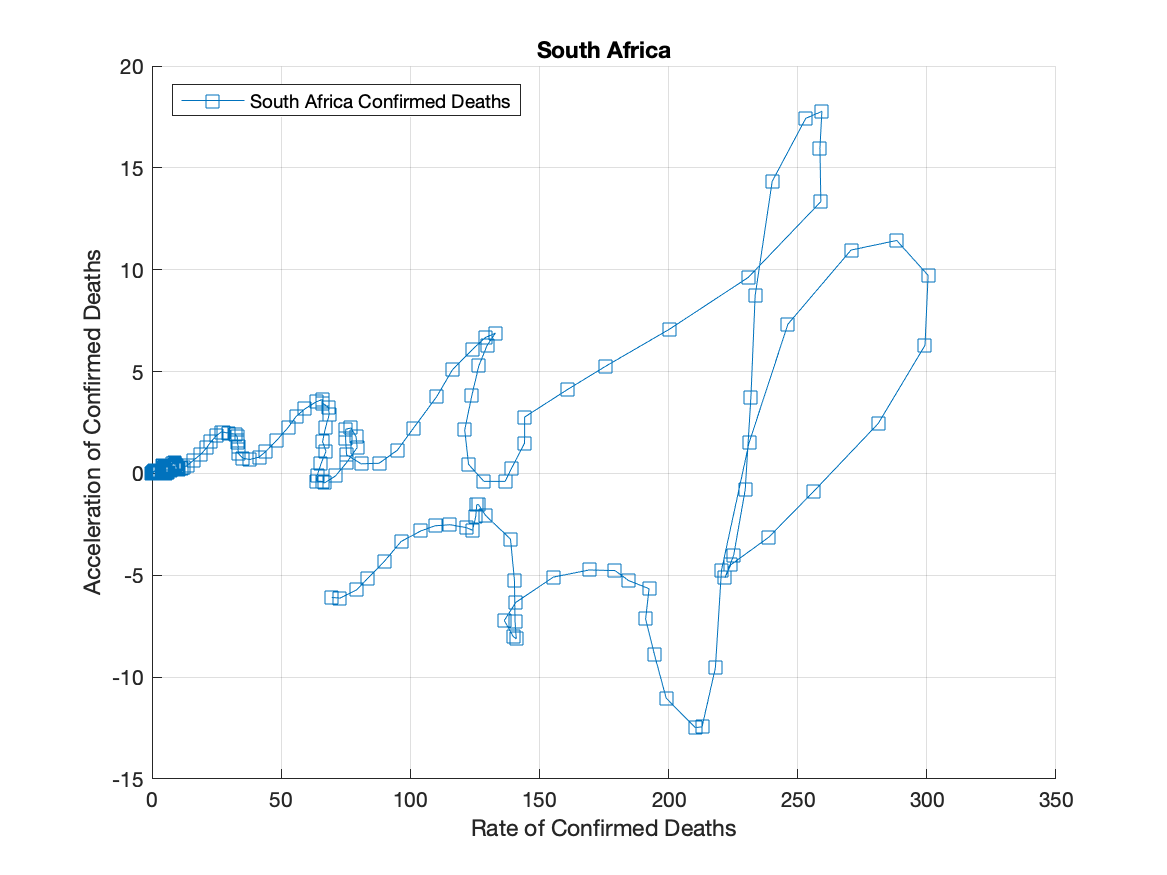 South Africa
South Africa Confirmed Deaths
20
15
10
5
0
-5
-10
-15
0 50 100 150 200 250 300 350
Rate of Confirmed Deaths
Acceleration of Confirmed Deaths